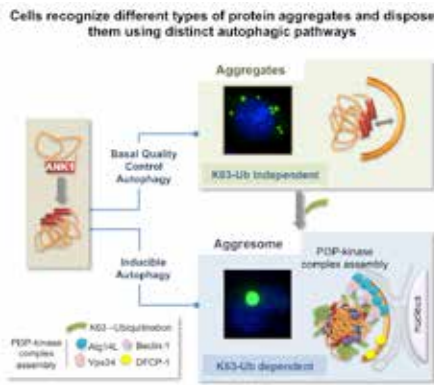 Cells recognize different types of protein aggregates and dispose
them using distinct autophagic pathways
Aggregates
ANK1
Basal Quality
Control
Autophagy
K63-Ub Independent
Aggresome
PI3P-kinase
complex assembly
Inducible
Autophagy
nucleus
K63-Ub dependent
K63-Ubiquitination
PI3P-kinase
complex
assembly
Atg14L
Beclin-1
Vps34
DFCP-1